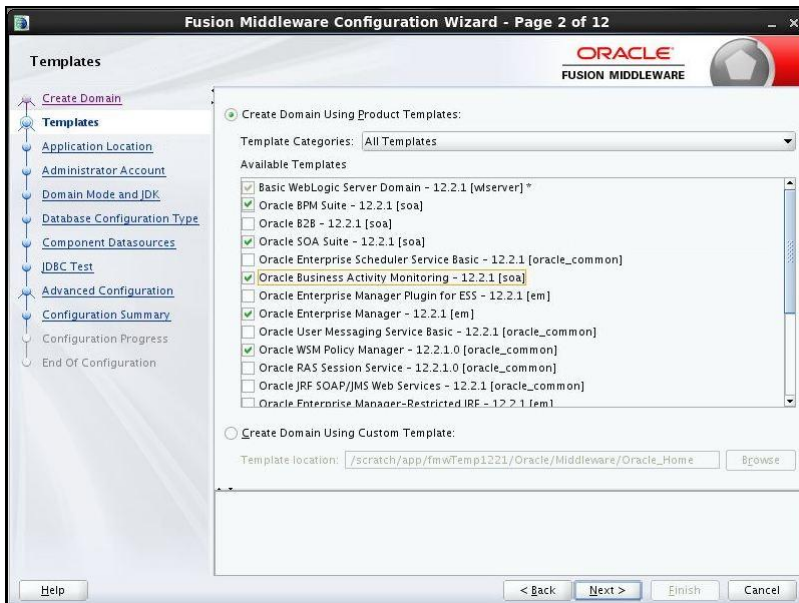 Fusion Middleware Configuration Wizard - Page 2 of 12
Templates
ORACLE
FUSION MIDDLEWARE
Create Domain
Templates
Application Location
Administrator Account
Domain Mode and JDK
Database Configuration Type
Component Datasources
JDBC Test
Advanced Configuration
Configuration Summary
Configuration Progress
End Of Configuration
Create Domain Using Product Templates:
Template Categories: All Templates
Available Templates
Basic WebLogic Server Domain - 12.2.1 [wlserver] *
Oracle BPM Suite - 12.2.1 [soa]
Oracle B2B - 12.2.1 [soa]
Oracle SOA Suite - 12.2.1 [soa]
Oracle Enterprise Scheduler Service Basic - 12.2.1 [oracle_common]
Oracle Business Activity Monitoring - 12.2.1 [soa]
Oracle Enterprise Manager Plugin for ESS - 12.2.1 [em]
Oracle Enterprise Manager - 12.2.1 [em]
Oracle User Messaging Service Basic - 12.2.1 [oracle_common]
Oracle WSM Policy Manager - 12.2.1.0 [oracle_common]
Oracle RAS Session Service - 12.2.1.0 [oracle_common]
Oracle JRF SOAP/JMS Web Services - 12.2.1 [oracle_common]
Oracle Enterprise Manager-Restricted JRF - 12.2.1 [em]
Create Domain Using Custom Template:
Template location: /scratch/app/fmwTemp1221/Oracle/Middleware/Oracle_Home Browse
Help < Back Next > Finish Cancel